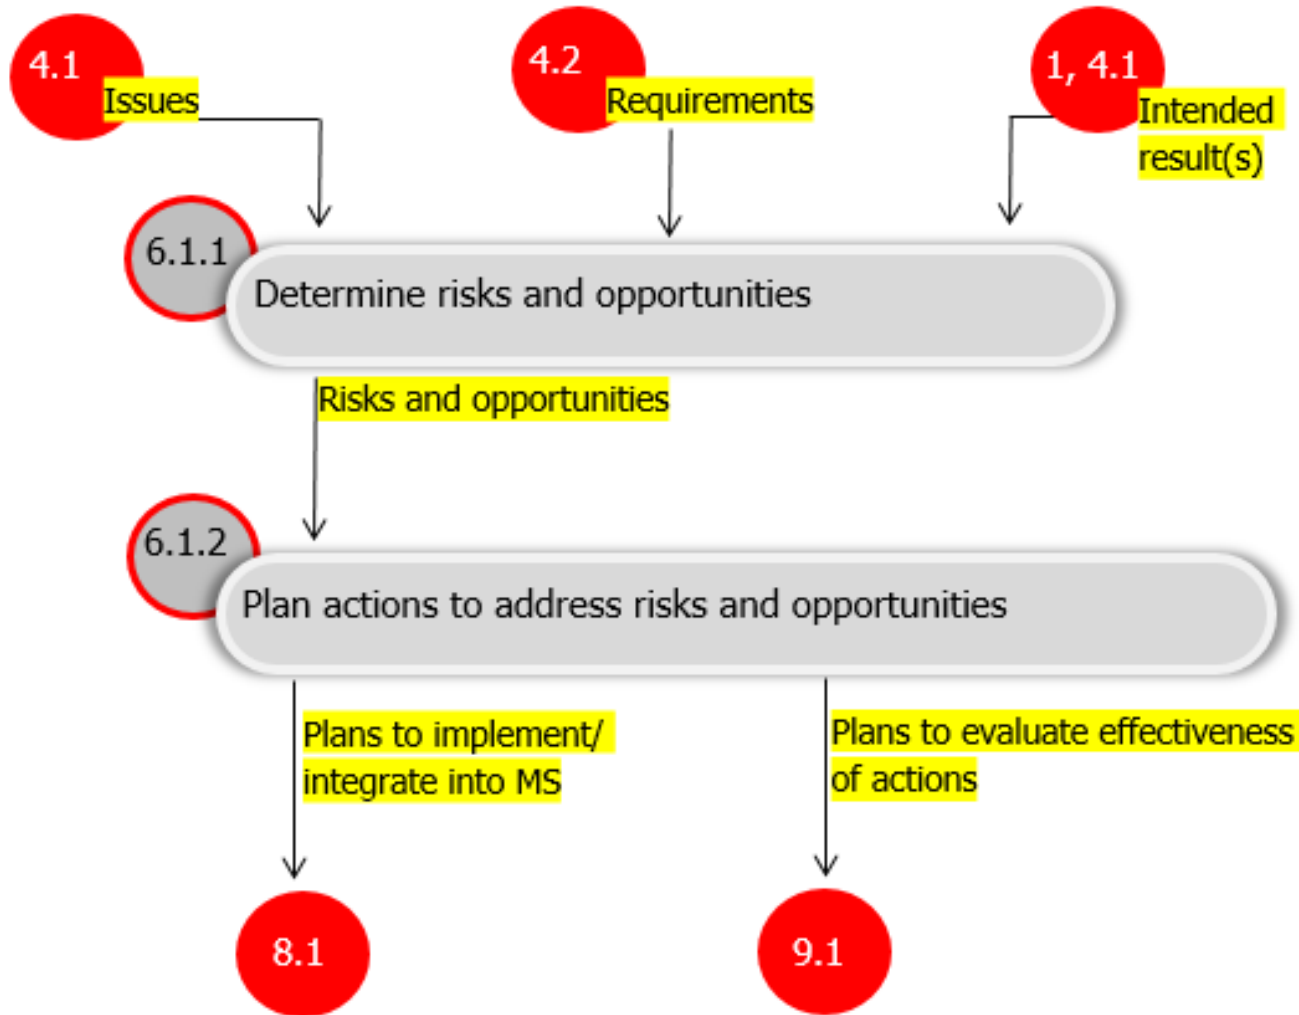 4.1
Issues
4.2
Requirements
1, 4.1
Intended
result(s)
6.1.1
Determine risks and opportunities
Risks and opportunities
6.1.2
Plan actions to address risks and opportunities
Plans to implement/
integrate into MS
Plans to evaluate effectiveness
of actions
8.1
9.1